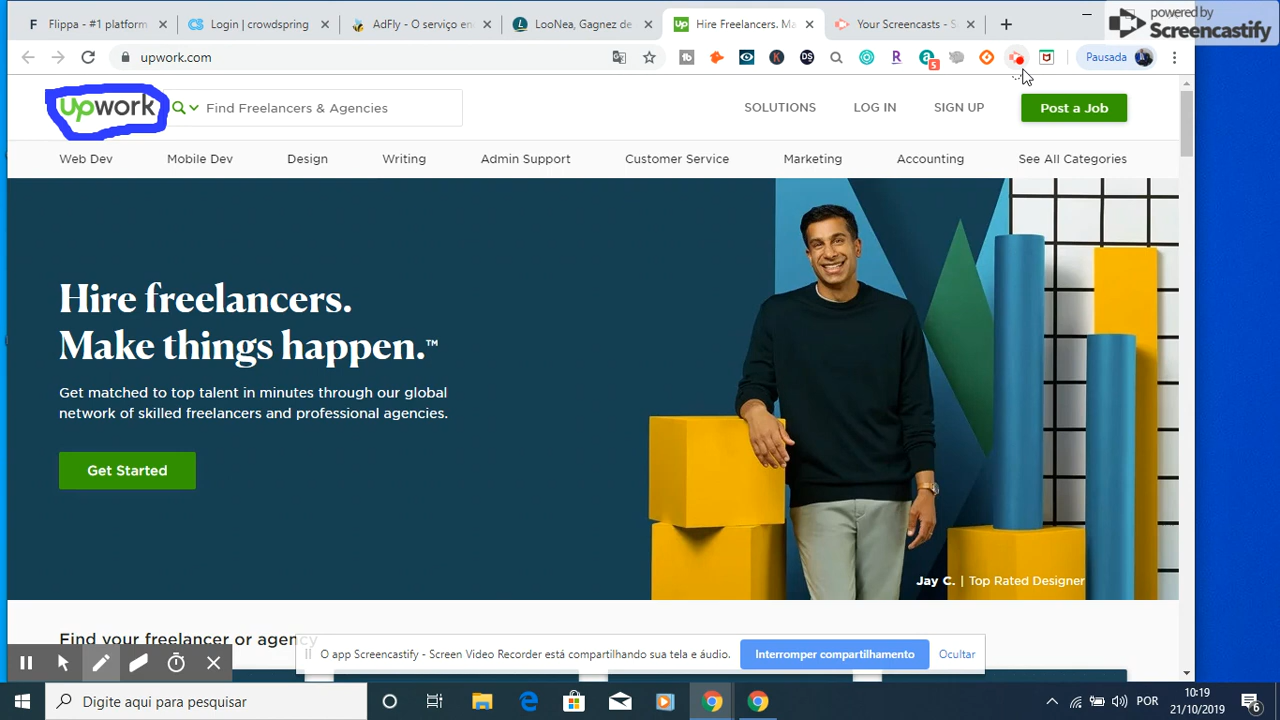 Flippa - #1 platform
Login | crowdspring
AdFly - O serviço
LooNea, Gagnez de
Hire Freelancers. Ma
Your Screencasts - S
powered by
Screencastify
upwork.com
5
Pausada
upwork
Find Freelancers & Agencies
SOLUTIONS
LOG IN
SIGN UP
Post a Job
Web Dev
Mobile Dev
Design
Writing
Admin Support
Customer Service
Marketing
Accounting
See All Categories
Hire freelancers.
Make things happen.™
Get matched to top talent in minutes through our global
network of skilled freelancers and professional agencies.
Get Started
Jay C. | Top Rated Designer
Find your freelancer or agency
O app Screencastify - Screen Video Recorder está compartilhando sua tela e áudio.
Interromper compartilhamento
Ocultar
Digite aqui para pesquisar
POR
10:19
21/10/2019
6